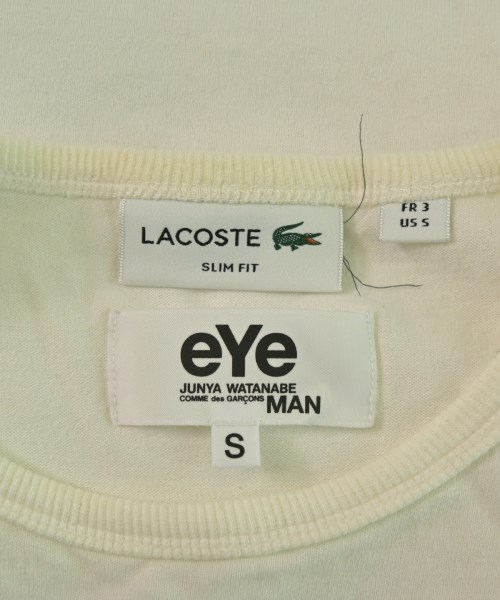 FR 3
US S
LACOSTE
SLIM FIT
eYe
JUNYA WATANABE
COMME des GARÇONS MAN
S